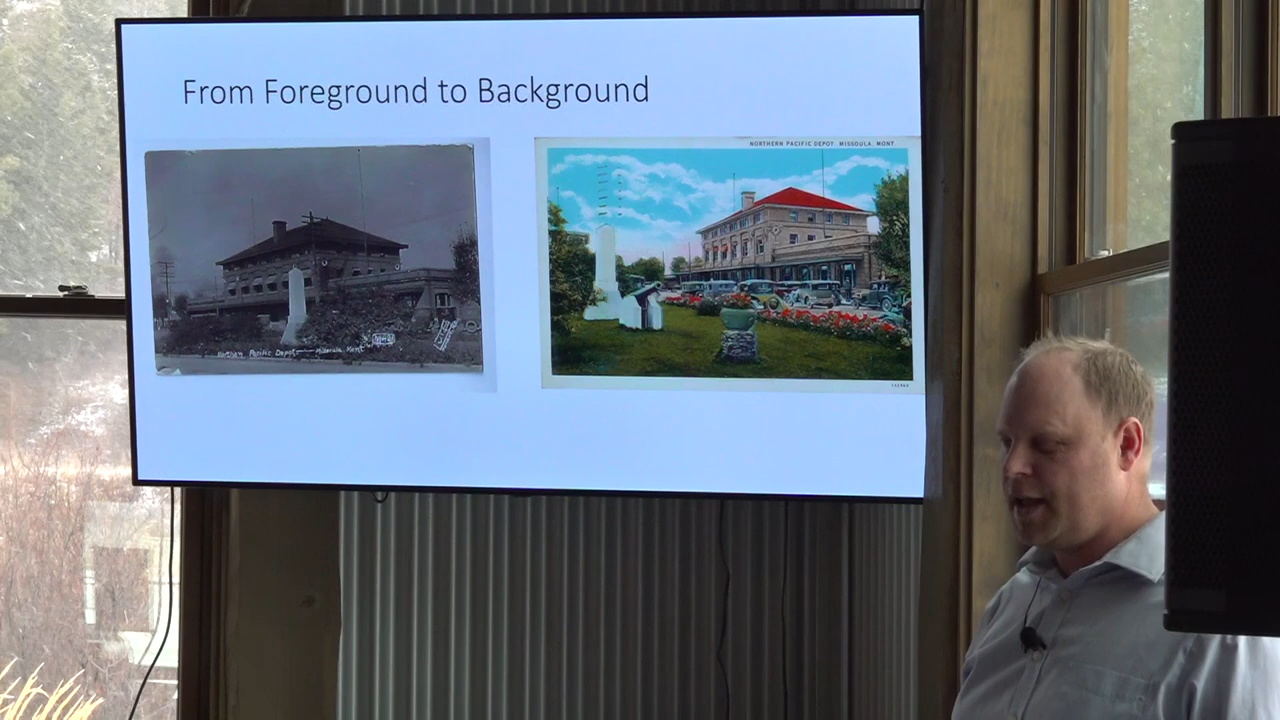 From Foreground to Background
NORTHERN PACIFIC DEPOT, MISSOULA, MONT.
Northern Pacific Depot — Missoula Mont